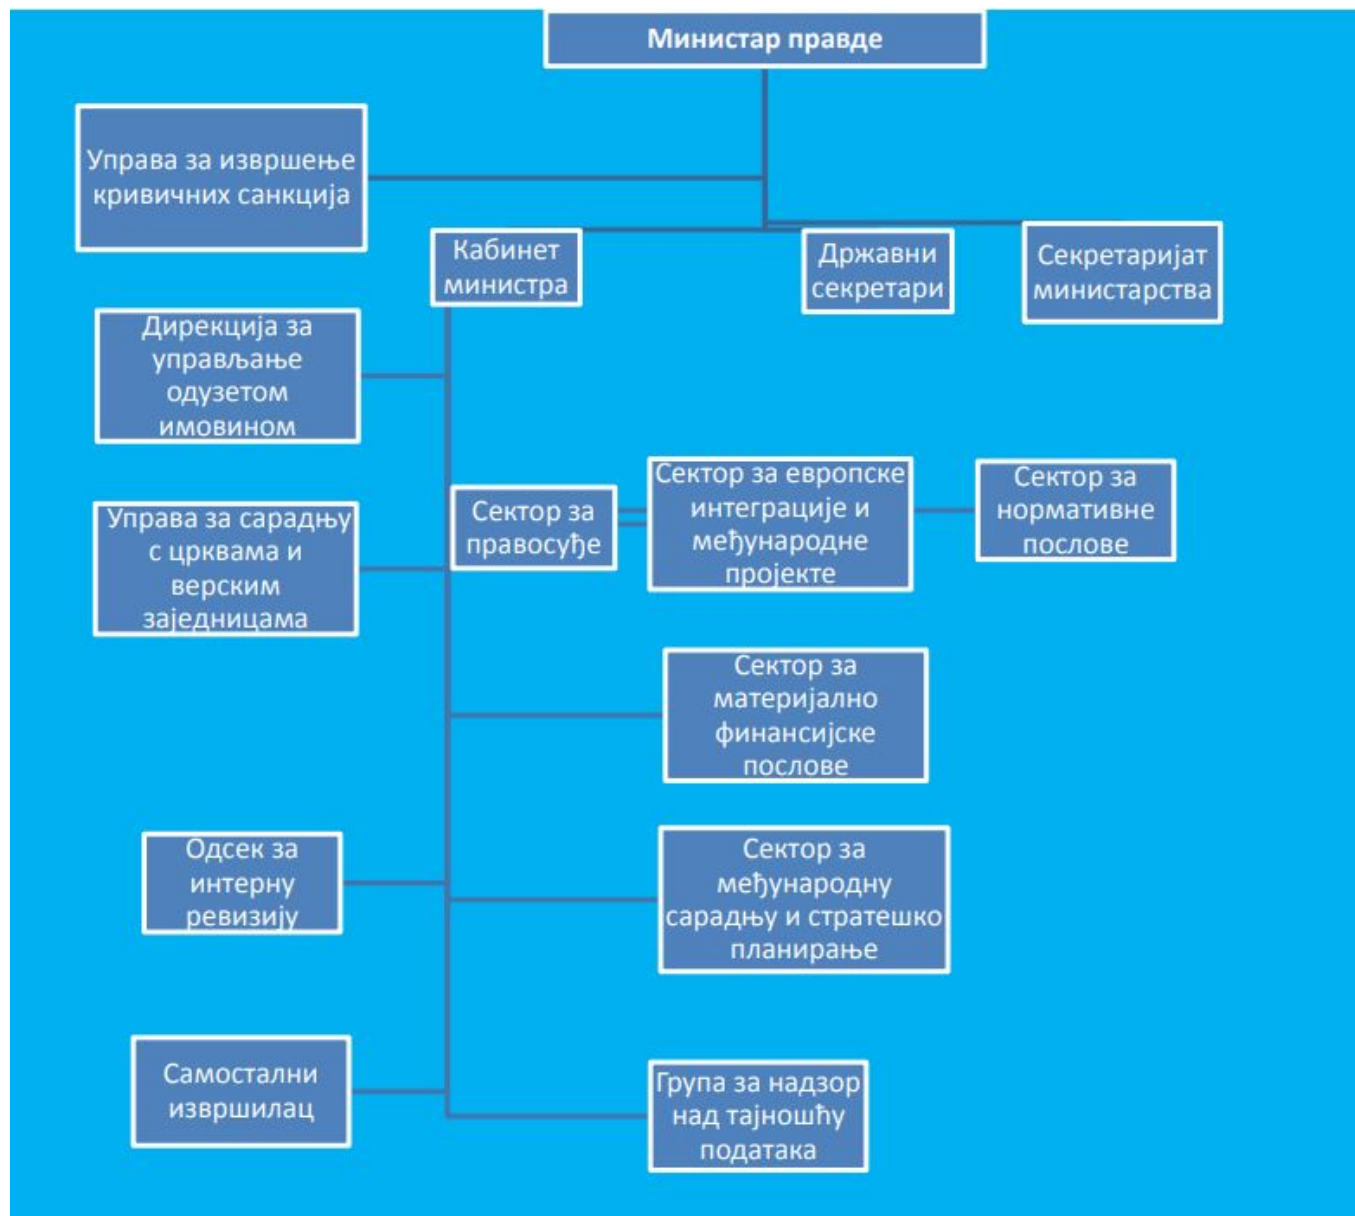 Министар правде
Управа за извршење
кривичних санкција
Кабинет
министра
Државни
секретари
Секретаријат
министарства
Дирекција за
управљање
одузетом
имовином
Сектор за
правосуђе
Сектор за европске
интеграције и
међународне
пројекте
Сектор за
нормативне
послове
Управа за сарадњу
с црквама и
верским
заједницама
Сектор за
материјално
финансијске
послове
Одсек за
интерну
ревизију
Сектор за
међународну
сарадњу и стратешко
планирање
Самостални
извршилац
Група за надзор
над тајношћу
података